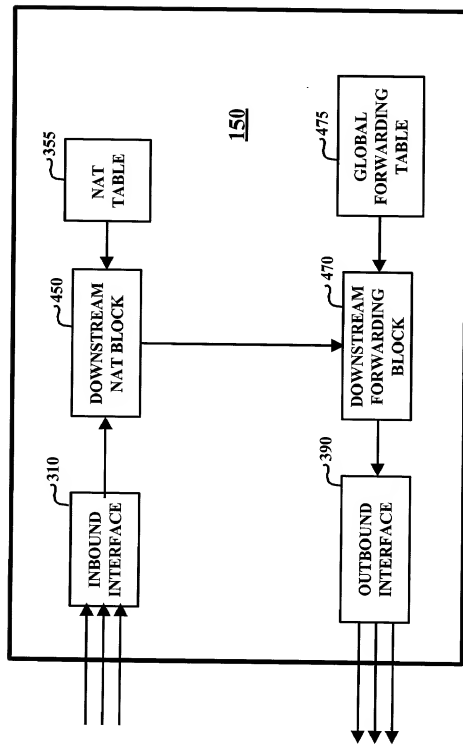 310
INBOUND
INTERFACE
450
DOWNSTREAM
NAT BLOCK
355
NAT
TABLE
150
390
OUTBOUND
INTERFACE
470
DOWNSTREAM
FORWARDING
BLOCK
475
GLOBAL
FORWARDING
TABLE